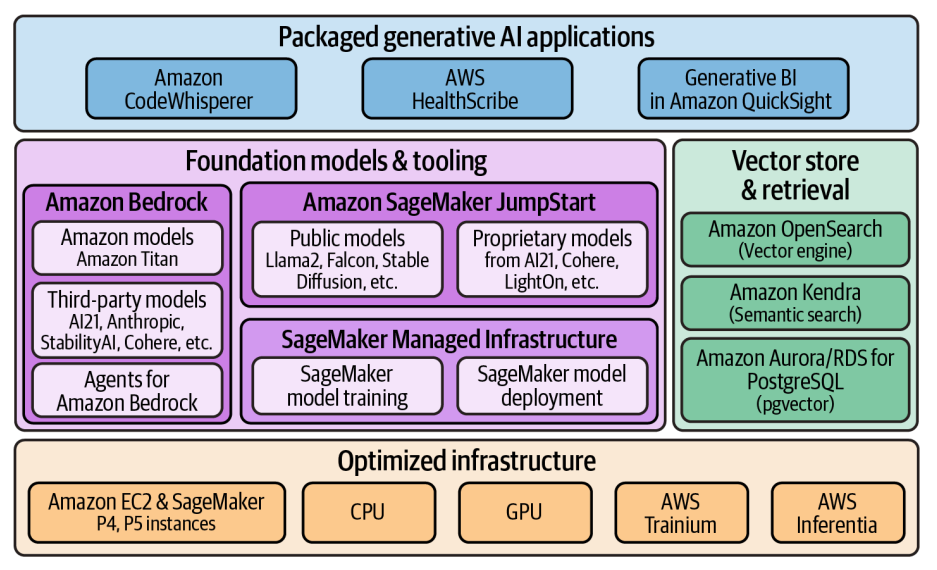 Packaged generative AI applications
Amazon
CodeWhisperer
AWS
HealthScribe
Generative BI
in Amazon QuickSight
Foundation models & tooling
Amazon Bedrock
Amazon models
Amazon Titan
Third-party models
AI21, Anthropic,
StabilityAI, Cohere, etc.
Agents for
Amazon Bedrock
Amazon SageMaker JumpStart
Public models
Llama2, Falcon, Stable
Diffusion, etc.
Proprietary models
from AI21, Cohere,
LightOn, etc.
SageMaker Managed Infrastructure
SageMaker
model training
SageMaker model
deployment
Vector store
& retrieval
Amazon OpenSearch
(Vector engine)
Amazon Kendra
(Semantic search)
Amazon Aurora/RDS for
PostgreSQL
(pgvector)
Optimized infrastructure
Amazon EC2 & SageMaker
P4, P5 instances
CPU
GPU
AWS
Trainium
AWS
Inferentia